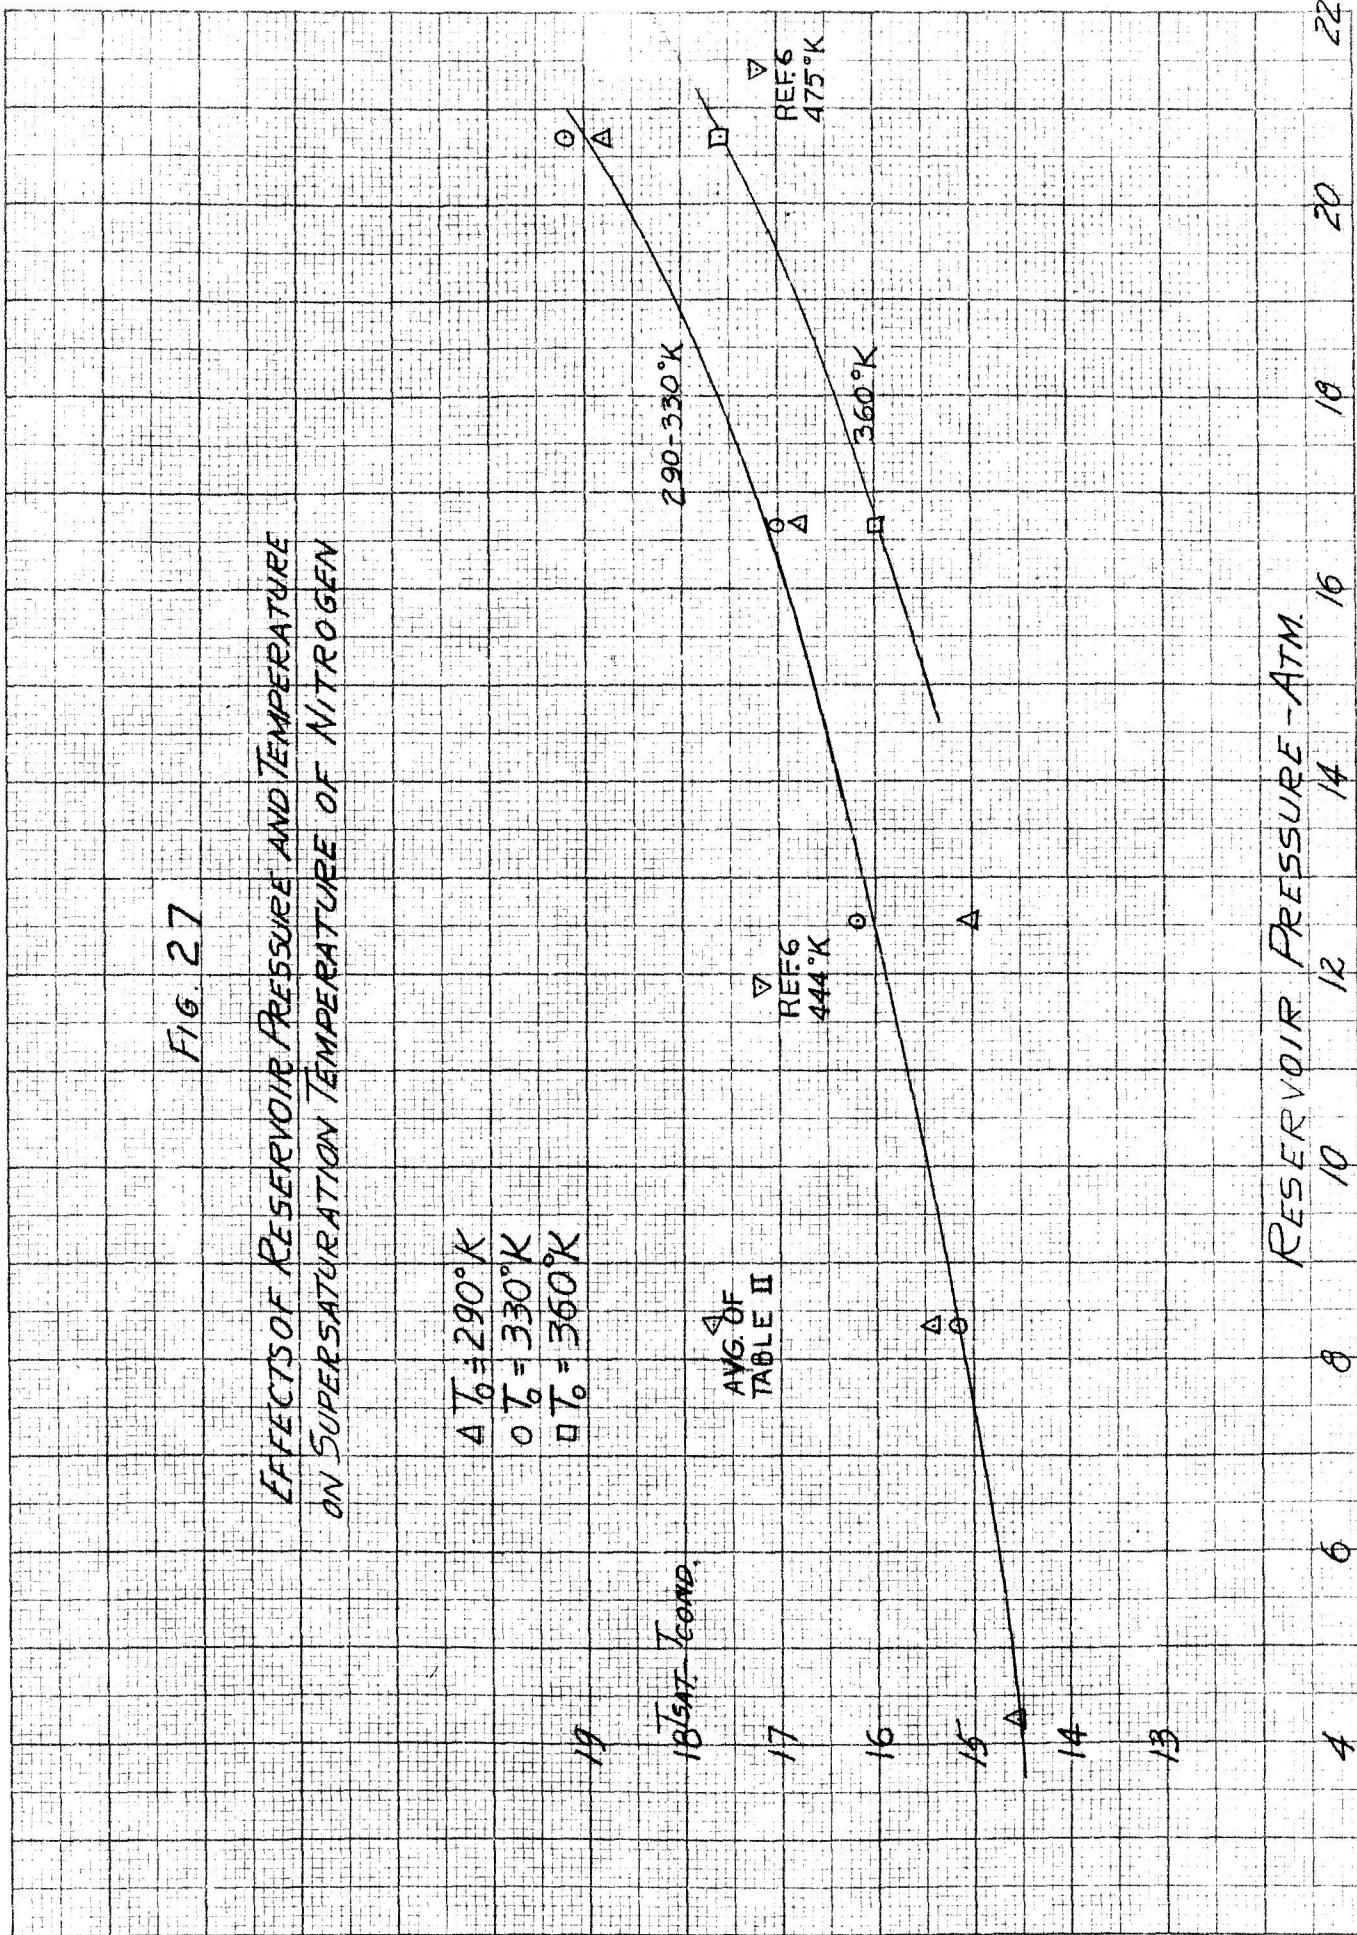 FIG. 27
EFFECTS OF RESERVOIR PRESSURE AND TEMPERATURE
ON SUPERSATURATION TEMPERATURE OF NITROGEN
△ T₀ = 290°K
○ T₀ = 330°K
□ T₀ = 360°K
19
18
TSAT-TCOND.
17
16
15
14
13
AVG. OF
TABLE II
REF.6
444°K
290-330°K
360°K
REF.6
475°K
4
6
8
10
12
14
16
18
20
22
RESERVOIR PRESSURE-ATM.